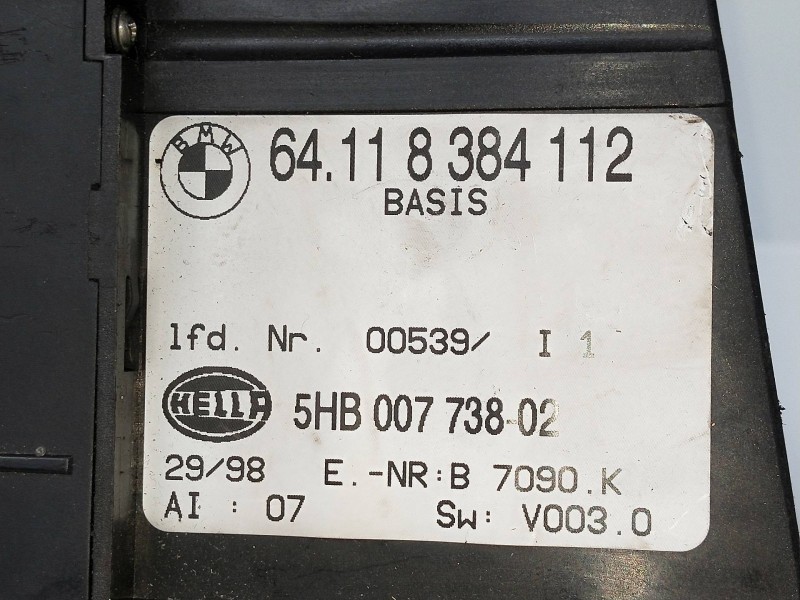 BMW
64.11 8 384 112
BASIS
lfd. Nr. 00539/ I 1
HELLA 5HB 007 738-02
29/98 E.-NR:B 7090.K
AI : 07 Sw: V003.0